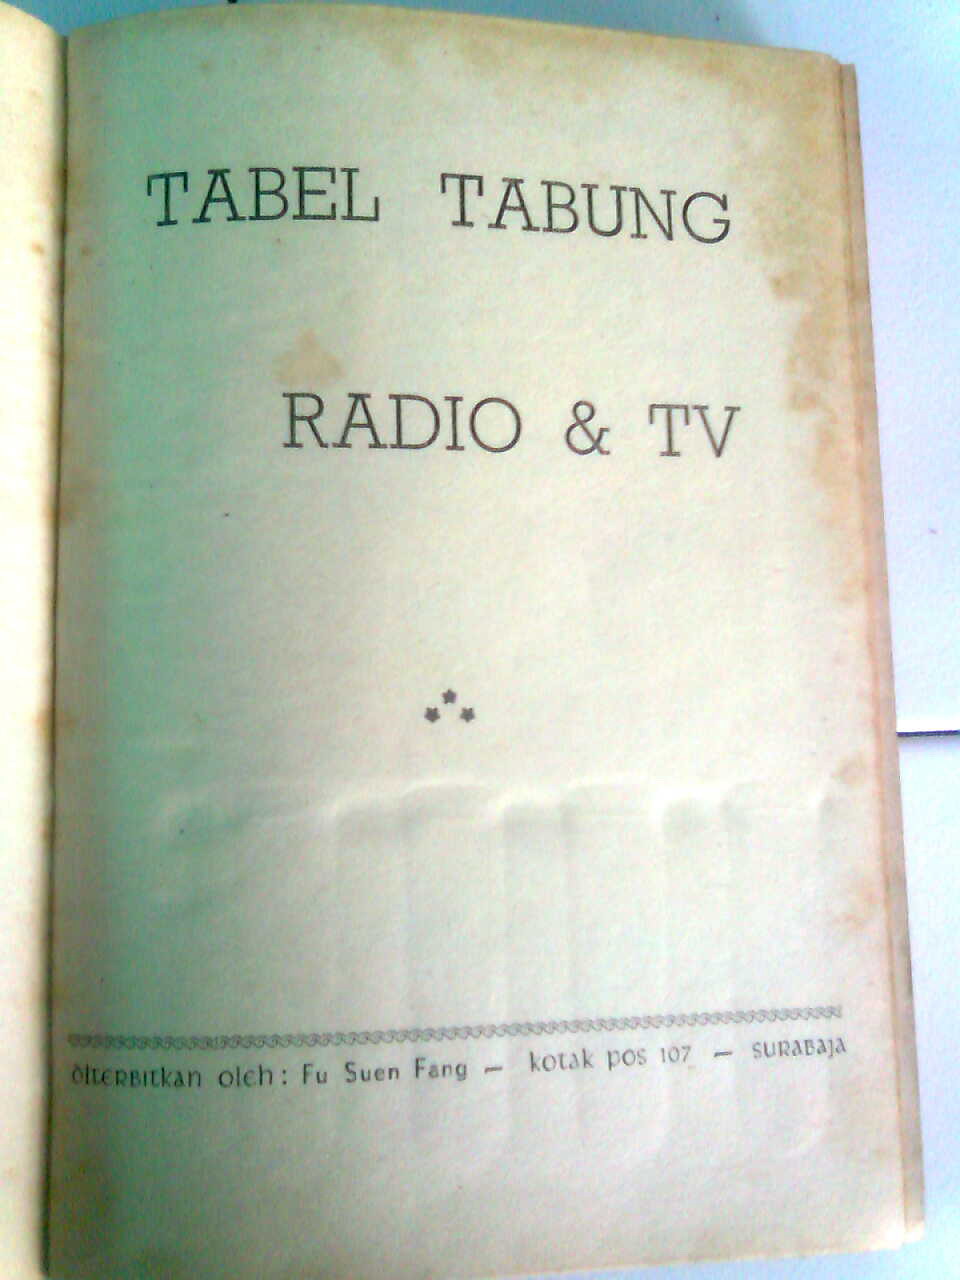 TABEL TABUNG
RADIO & TV
diterbitkan oleh: Fu Suen Fang — kotak pos 107 — surabaja